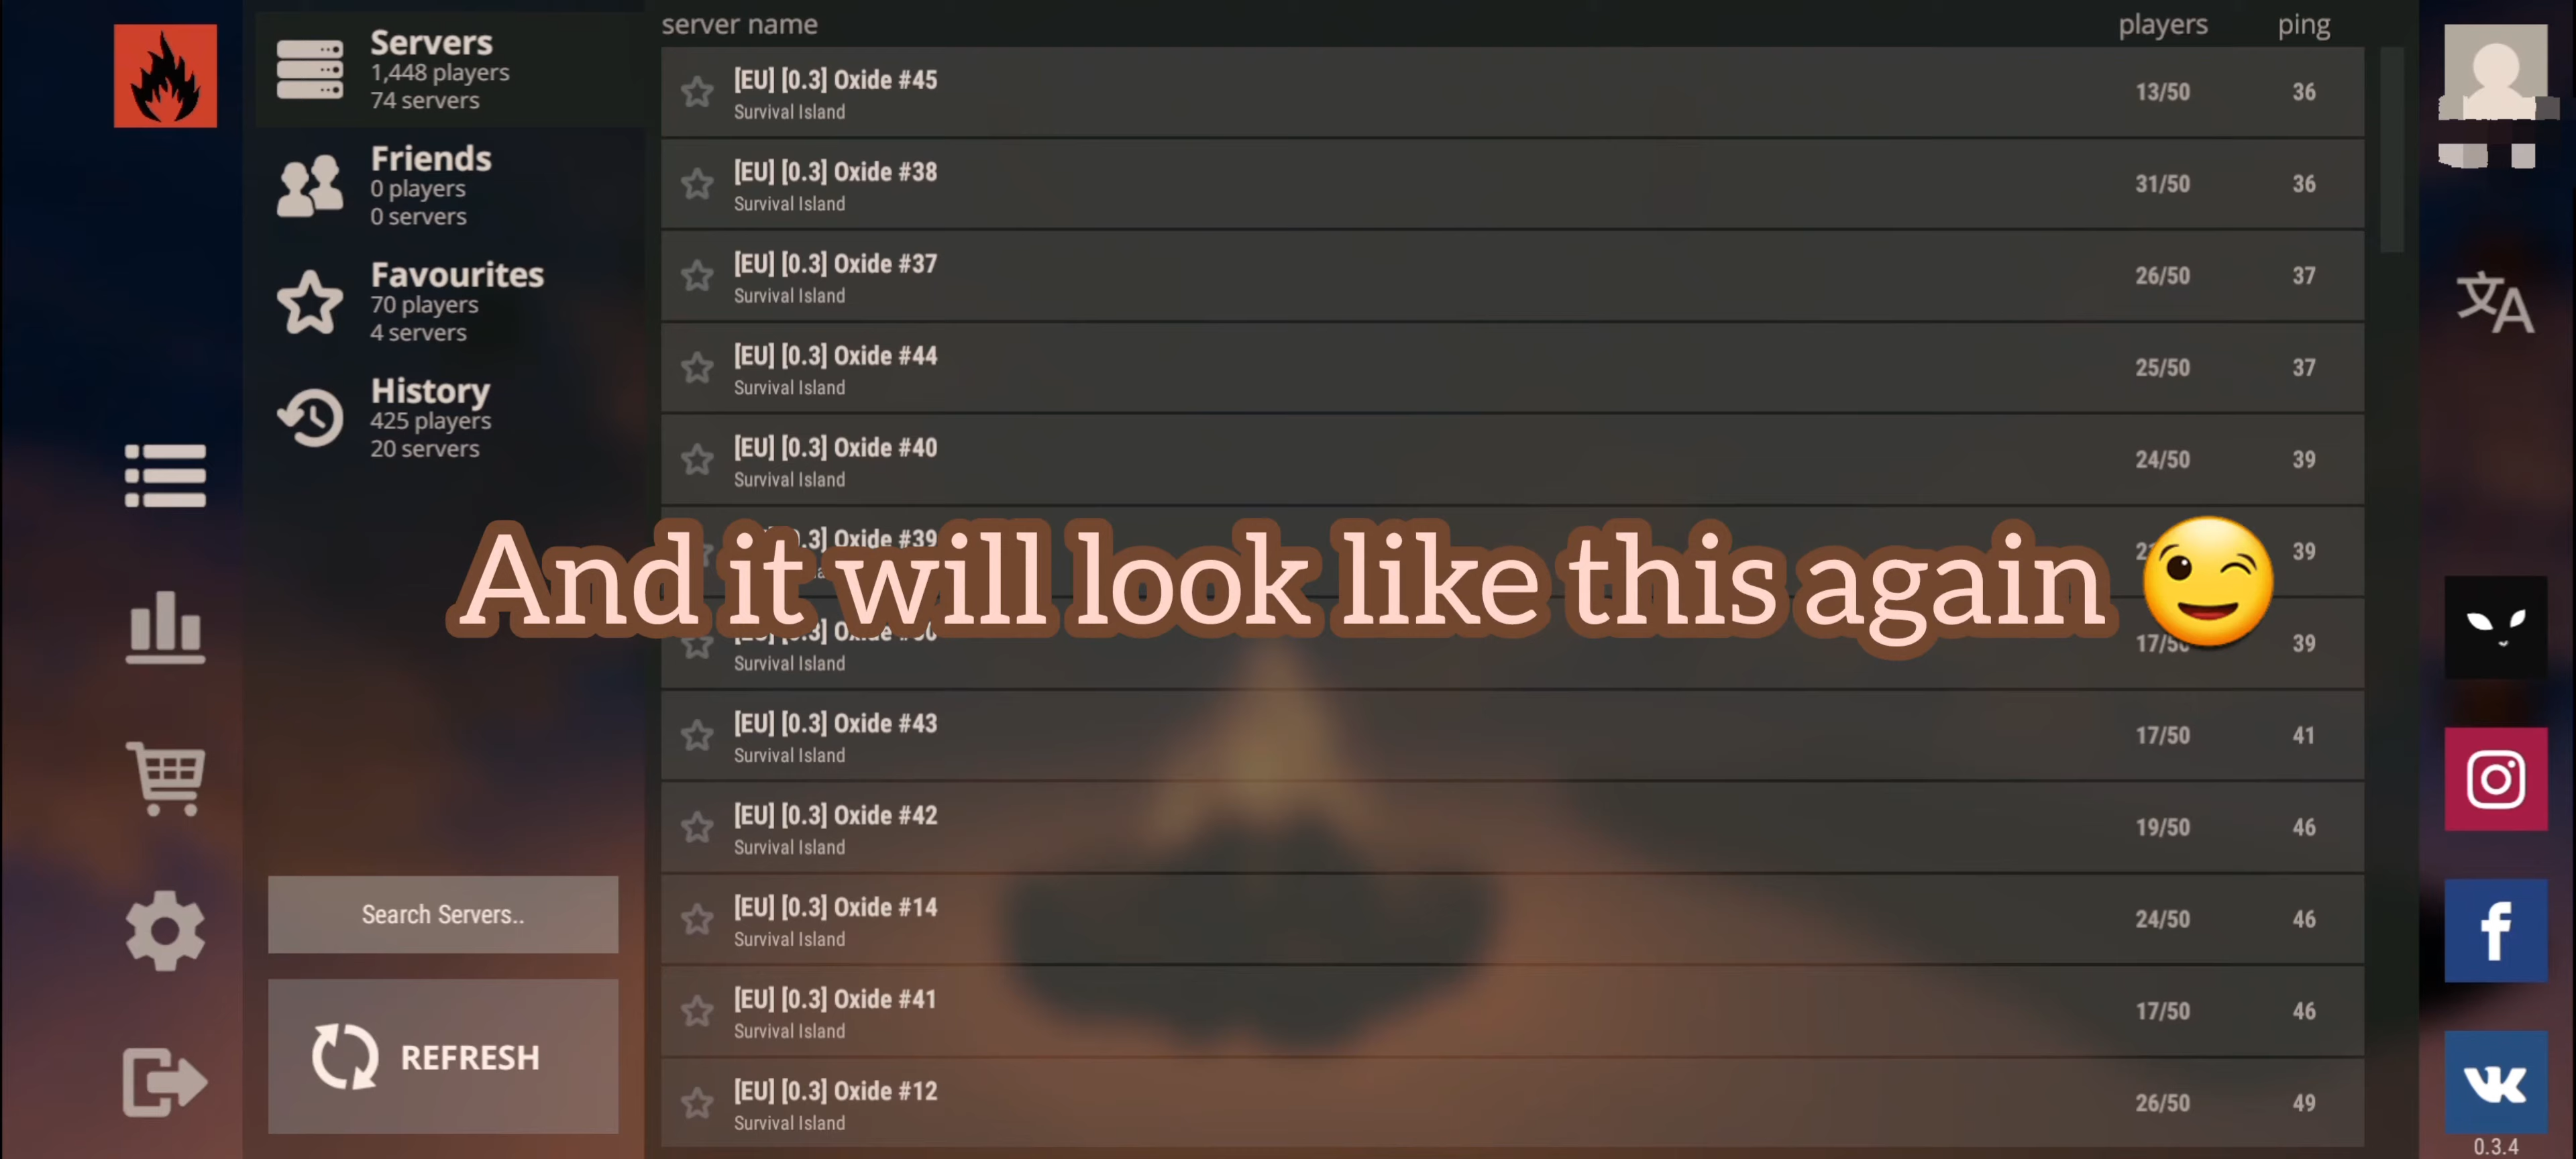 server name players ping
Servers
1,448 players
74 servers
Friends
0 players
0 servers
Favourites
70 players
4 servers
History
425 players
20 servers
Search Servers..
REFRESH
[EU] [0.3] Oxide #45 13/50 36
Survival Island
[EU] [0.3] Oxide #38 31/50 36
Survival Island
[EU] [0.3] Oxide #37 26/50 37
Survival Island
[EU] [0.3] Oxide #44 25/50 37
Survival Island
[EU] [0.3] Oxide #40 24/50 39
Survival Island
Oxide #39 39
And it will look like this again 😉
39
Survival Island
[EU] [0.3] Oxide #43 17/50 41
Survival Island
[EU] [0.3] Oxide #42 19/50 46
Survival Island
[EU] [0.3] Oxide #14 24/50 46
Survival Island
[EU] [0.3] Oxide #41 17/50 46
Survival Island
[EU] [0.3] Oxide #12 26/50 49
Survival Island
0.3.4